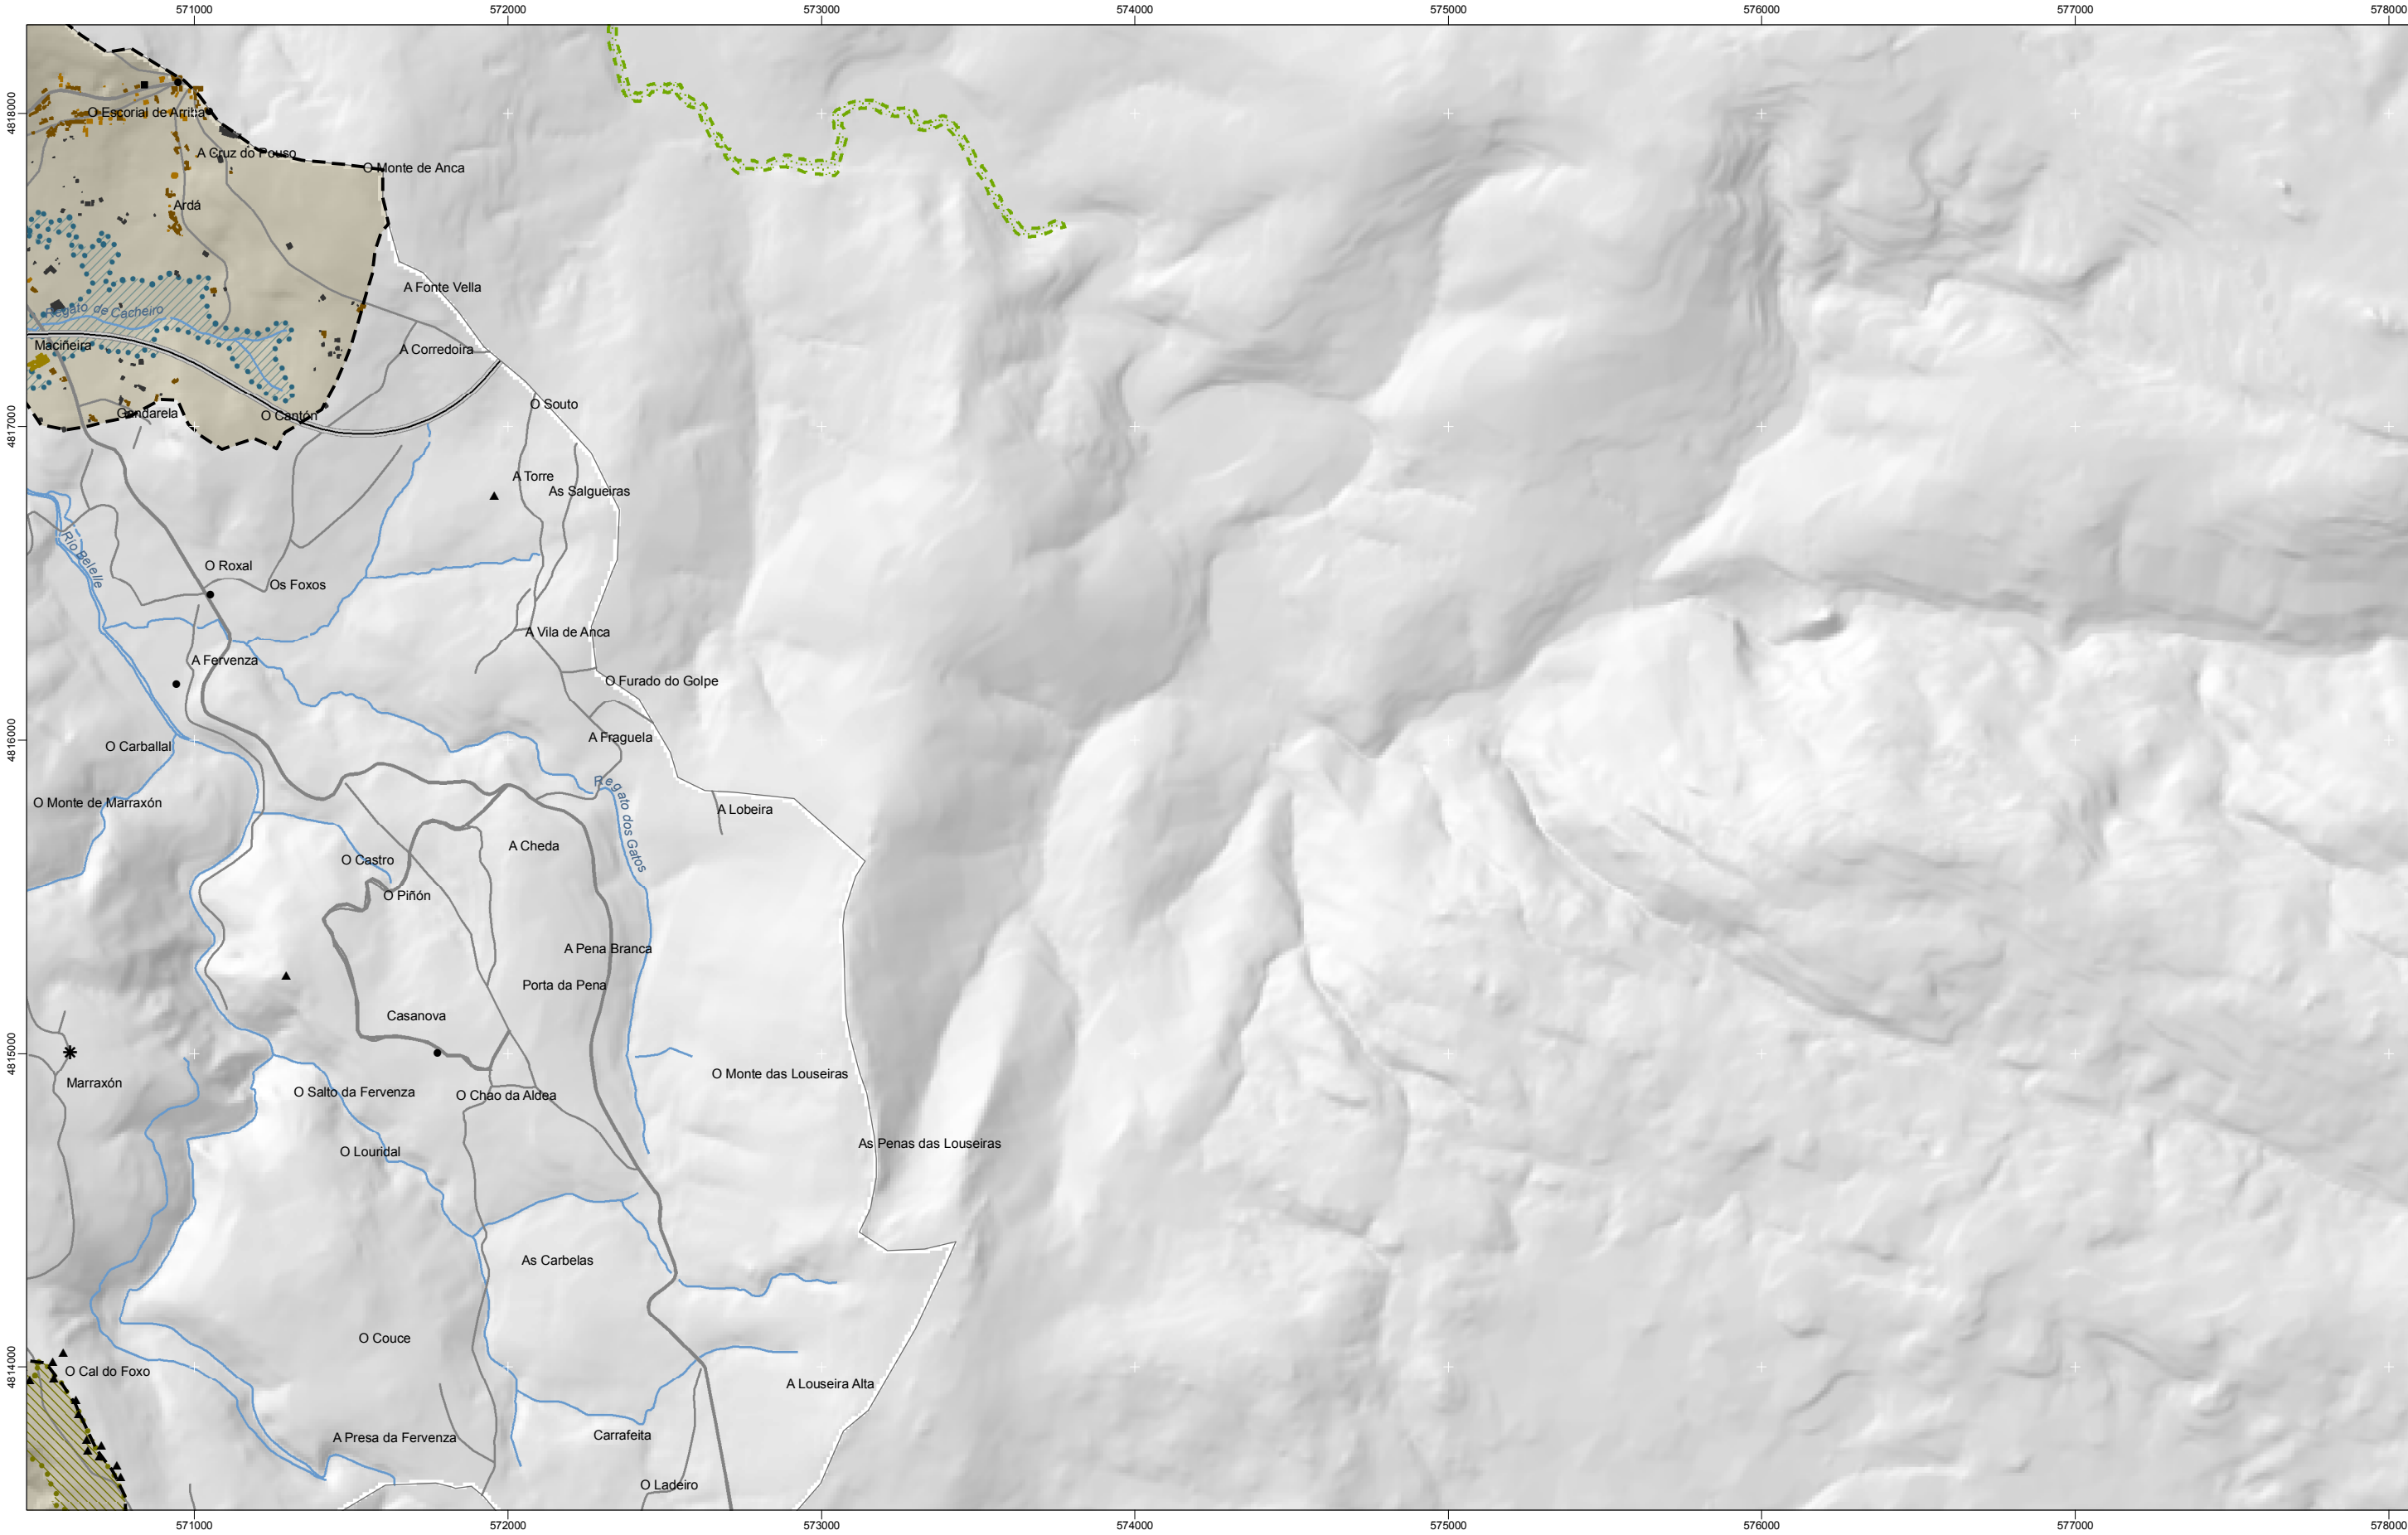 571000 572000 573000 574000 575000 576000 577000 578000
4818000
O Escorial de Arriba
A Cruz do Pouso
O Monte de Anca
Ardá
A Fonte Vella
Regato de Cacheiro
Maciñeira
A Corredoira
O Souto
Gandarela
O Cantón
4817000
A Torre
As Salgueiras
Río Belelle
O Roxal
Os Foxos
A Vila de Anca
A Fervenza
O Furado do Golpe
A Fraguela
O Carballal
4816000
Regato dos Gatos
O Monte de Marraxón
A Lobeira
A Cheda
O Castro
O Piñón
A Pena Branca
Porta da Pena
Casanova
4815000
O Monte das Louseiras
Marraxón
O Salto da Fervenza
O Chao da Aldea
As Penas das Louseiras
O Louridal
As Carbelas
O Couce
4814000
O Cal do Foxo
A Louseira Alta
Carrafeita
A Presa da Fervenza
O Ladeiro
571000 572000 573000 574000 575000 576000 577000 578000